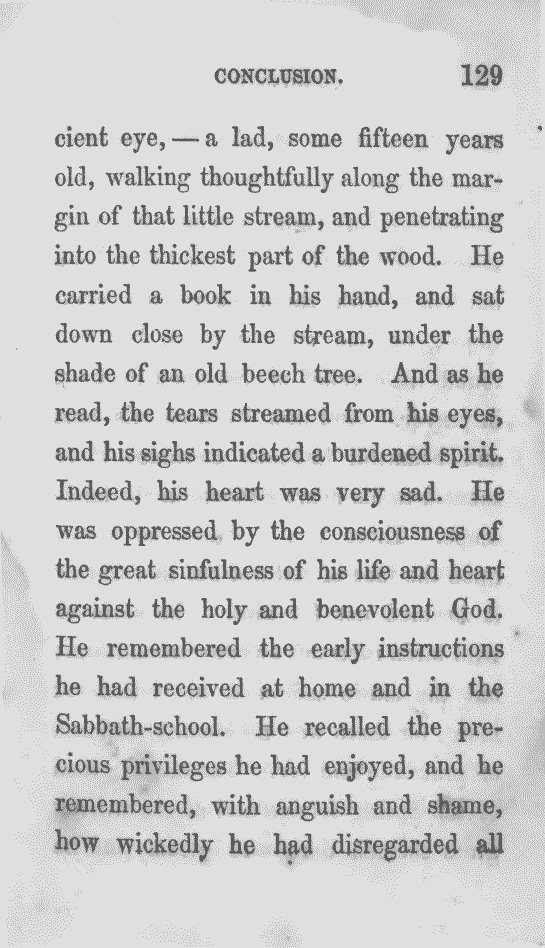 CONCLUSION. 129
cient eye, — a lad, some fifteen years
old, walking thoughtfully along the mar-
gin of that little stream, and penetrating
into the thickest part of the wood. He
carried a book in his hand, and sat
down close by the stream, under the
shade of an old beech tree. And as he
read, the tears streamed from his eyes,
and his sighs indicated a burdened spirit.
Indeed, his heart was very sad. He
was oppressed by the consciousness of
the great sinfulness of his life and heart
against the holy and benevolent God.
He remembered the early instructions
he had received at home and in the
Sabbath-school. He recalled the pre-
cious privileges he had enjoyed, and he
remembered, with anguish and shame,
how wickedly he had disregarded all